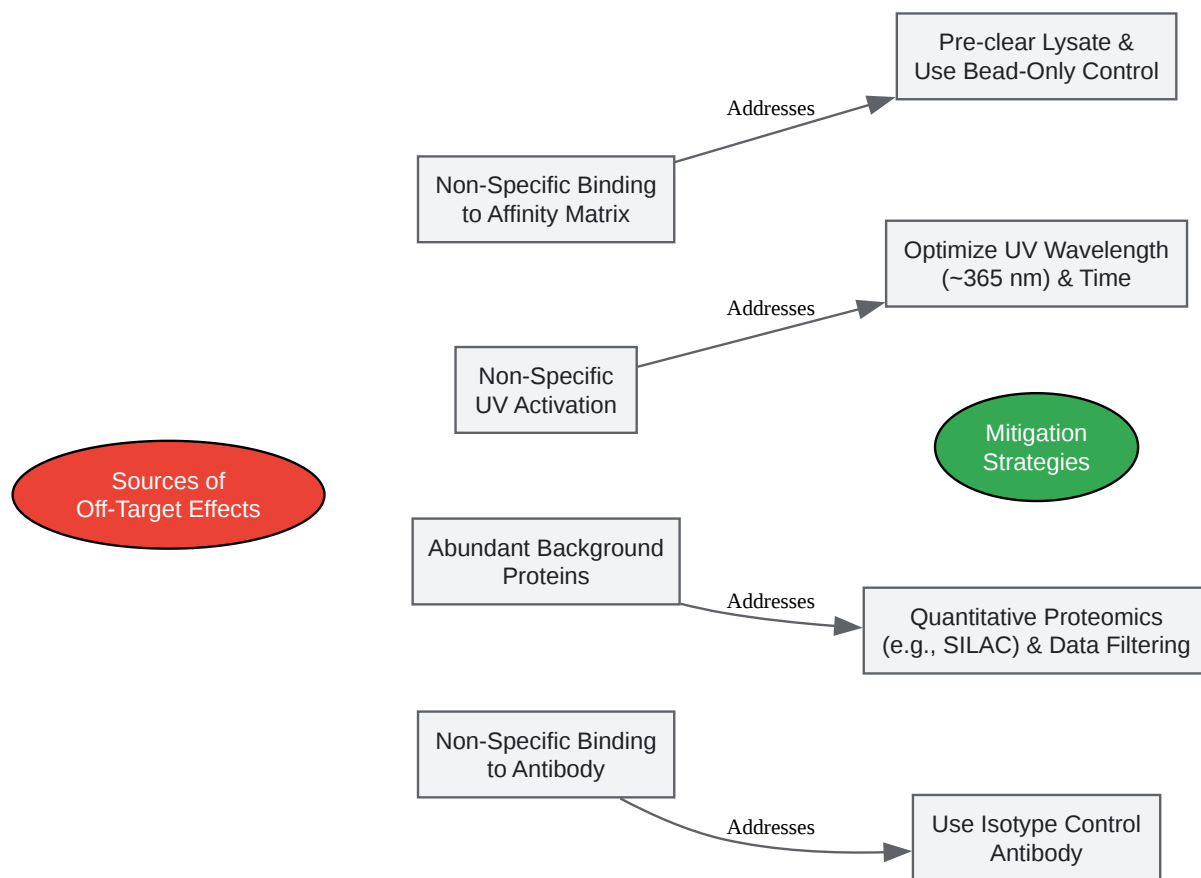 Pre-clear Lysate &
Use Bead-Only Control
Addresses
Non-Specific Binding
to Affinity Matrix
Optimize UV Wavelength
(~365 nm) & Time
Addresses
Non-Specific
UV Activation
Mitigation
Strategies
Sources of
Off-Target Effects
Abundant Background
Proteins
Addresses
Quantitative Proteomics
(e.g., SILAC) & Data Filtering
Non-Specific Binding
to Antibody
Addresses
Use Isotype Control
Antibody